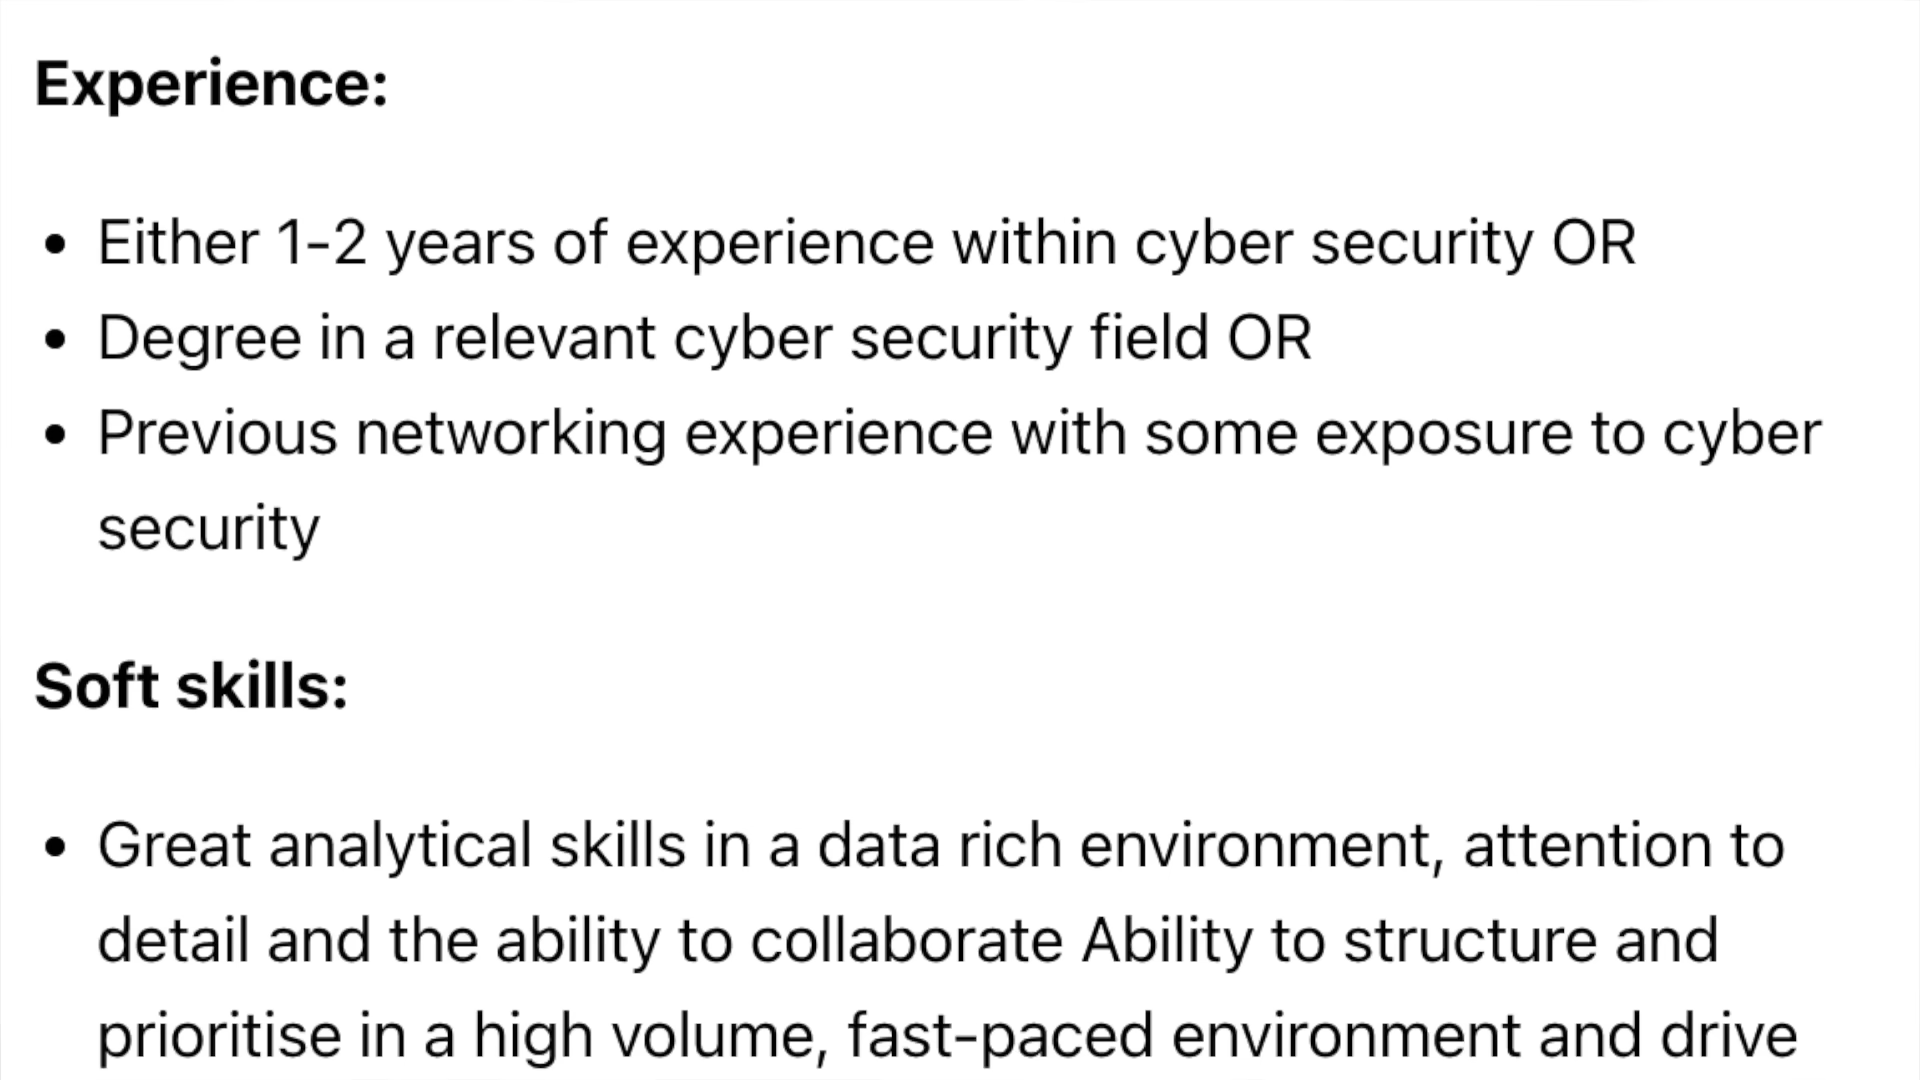 Experience:
• Either 1-2 years of experience within cyber security OR
• Degree in a relevant cyber security field OR
• Previous networking experience with some exposure to cyber
security
Soft skills:
• Great analytical skills in a data rich environment, attention to
detail and the ability to collaborate Ability to structure and
prioritise in a high volume, fast-paced environment and drive